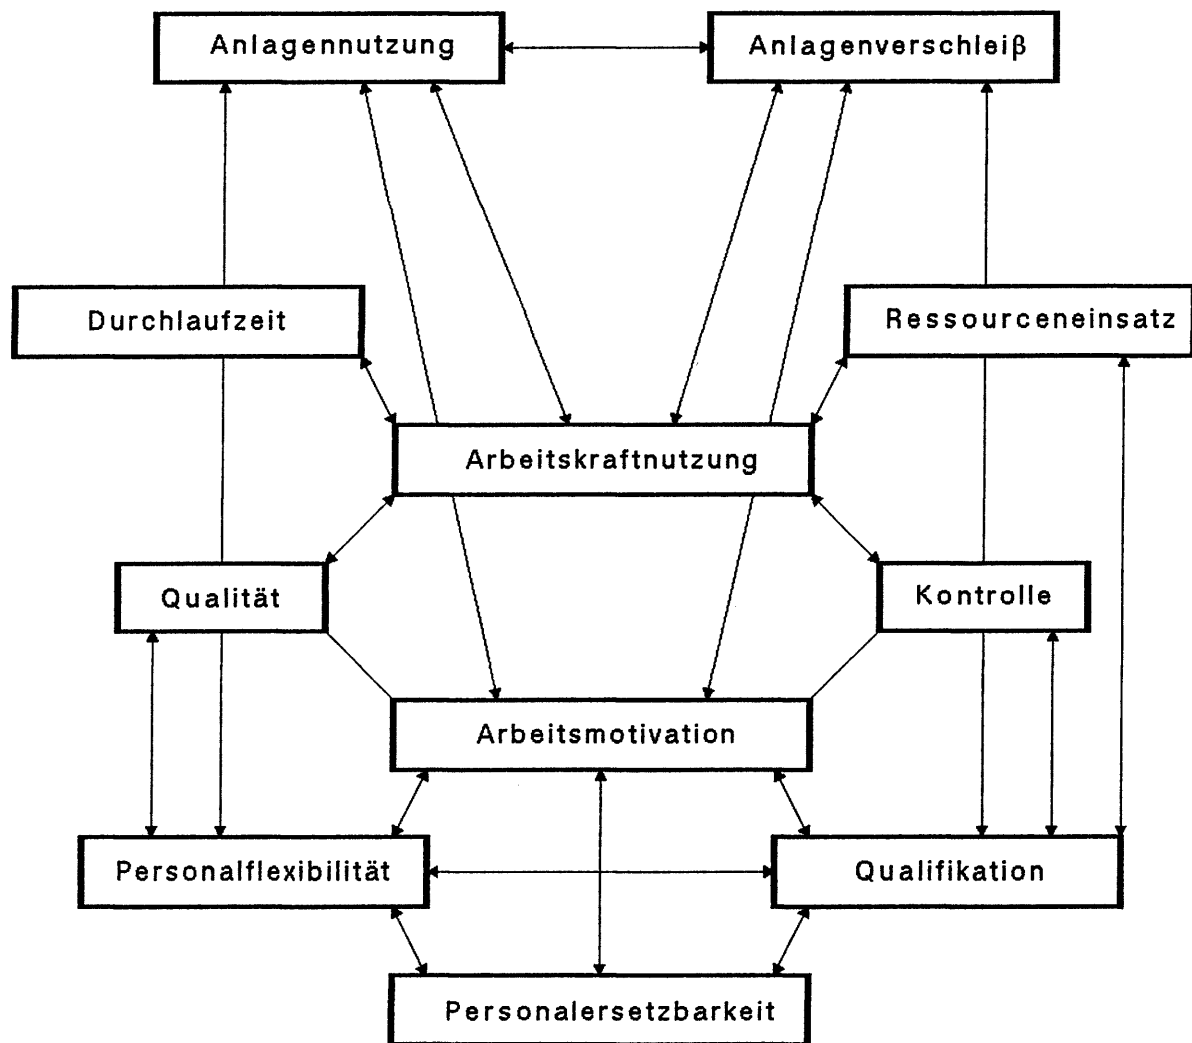 Anlagennutzung
Anlagenverschleiß
Durchlaufzeit
Ressourceneinsatz
Arbeitskraftnutzung
Qualität
Kontrolle
Arbeitsmotivation
Personalflexibilität
Qualifikation
Personalersetzbarkeit